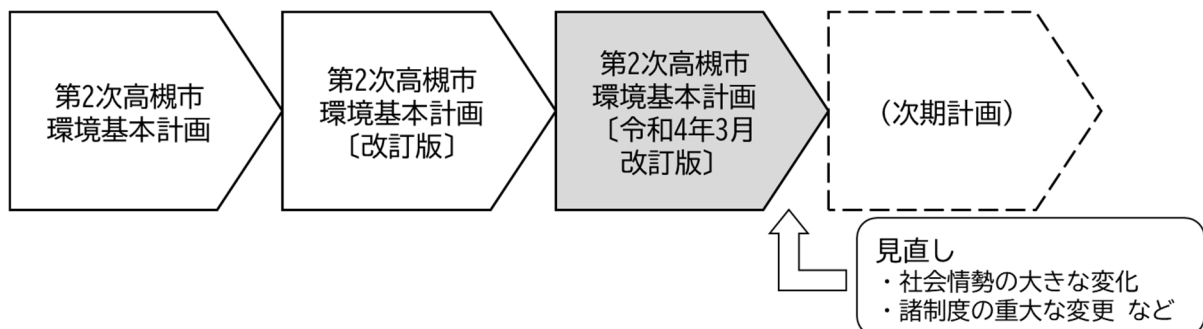 第2次高槻市
環境基本計画
第2次高槻市
環境基本計画
〔改訂版〕
第2次高槻市
環境基本計画
〔令和4年3月
改訂版〕
（次期計画）
見直し
・社会情勢の大きな変化
・諸制度の重大な変更 など